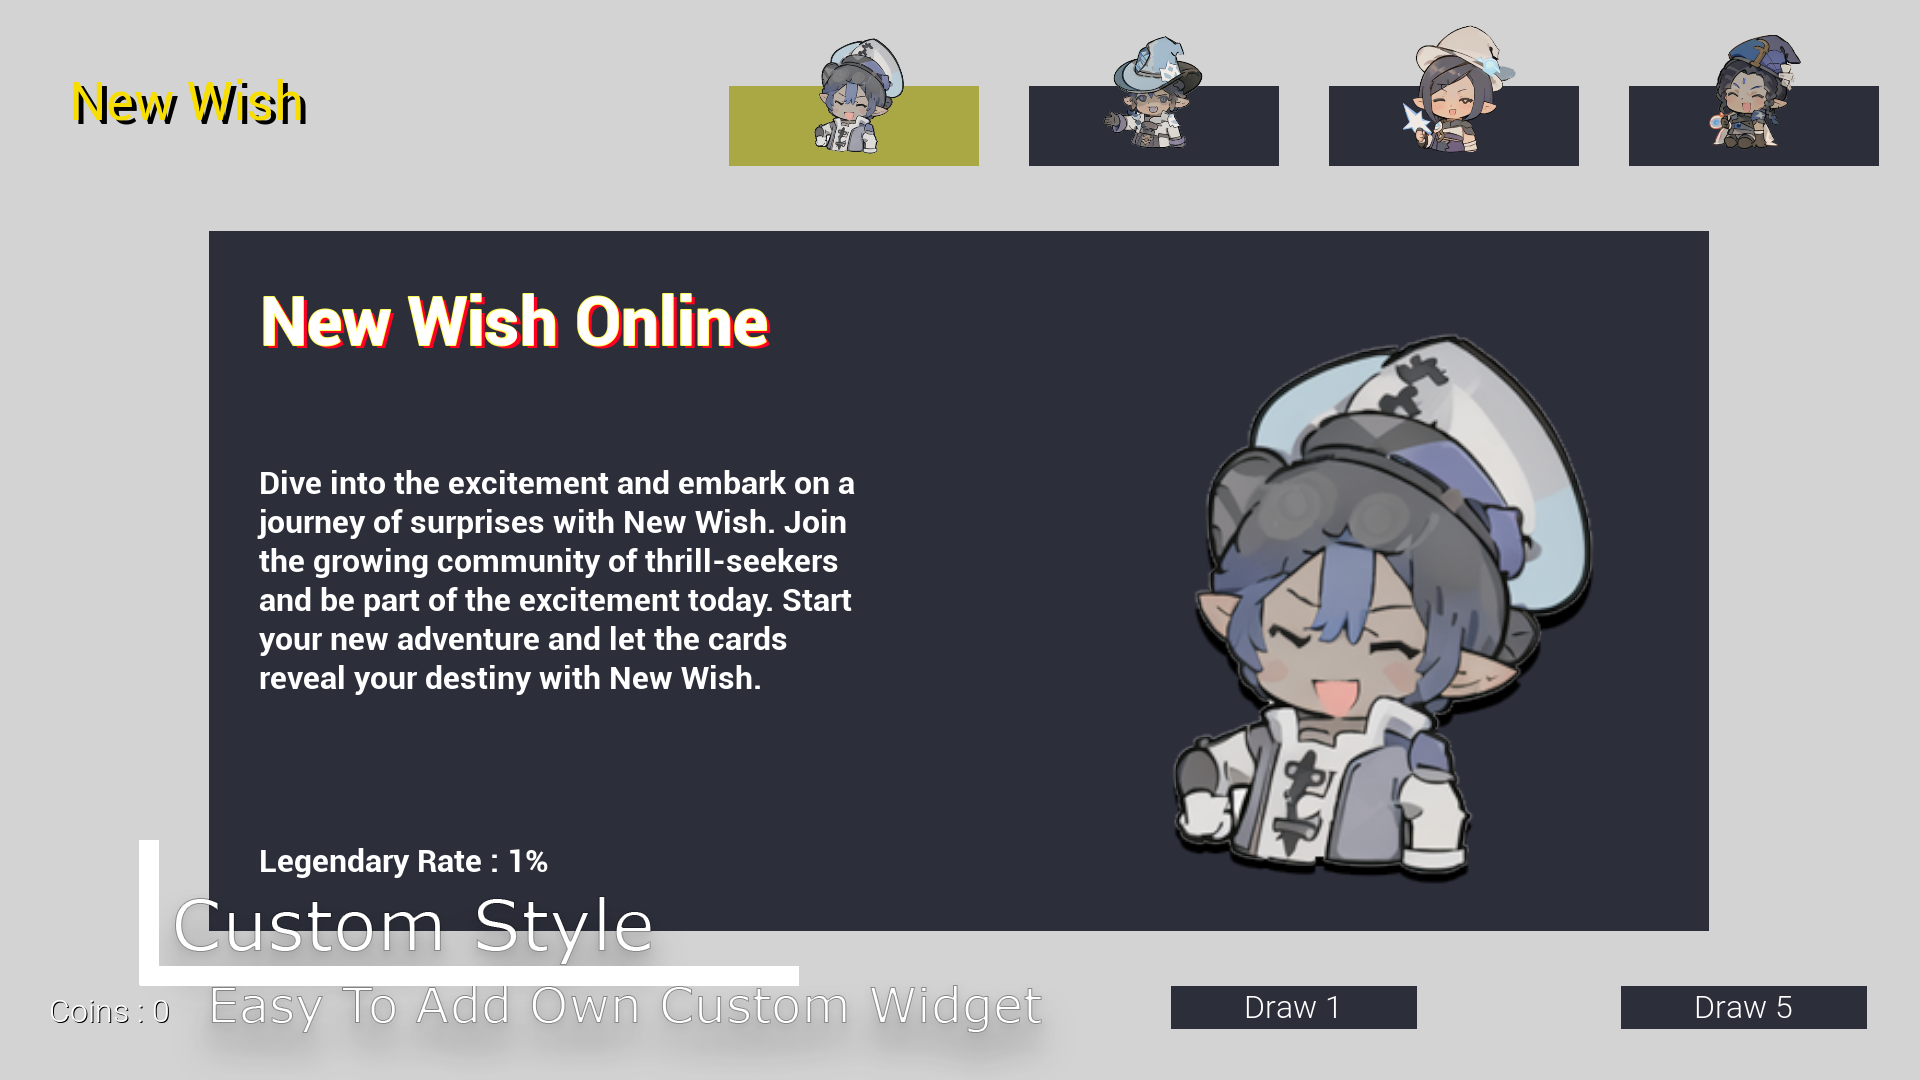 New Wish
New Wish Online
Dive into the excitement and embark on a
journey of surprises with New Wish. Join
the growing community of thrill-seekers
and be part of the excitement today. Start
your new adventure and let the cards
reveal your destiny with New Wish.
Legendary Rate : 1%
Custom Style
Easy To Add Own Custom Widget
Coins : 0
Draw 1
Draw 5